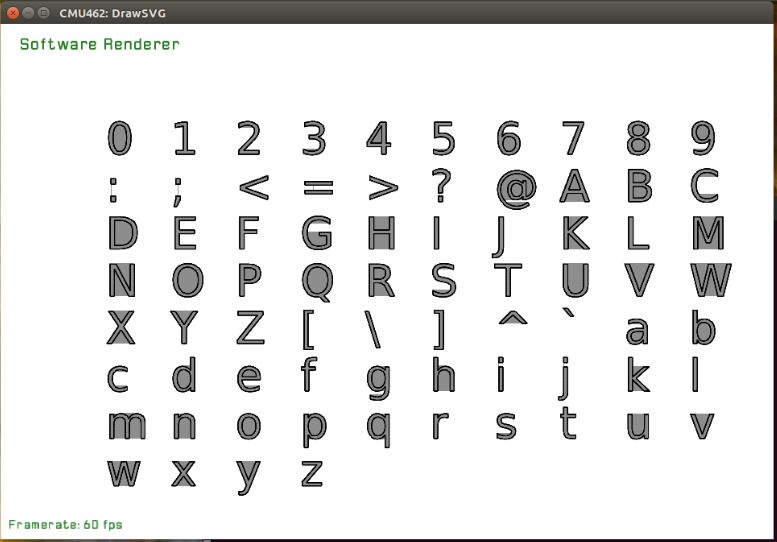 CMU462: DrawSVG
Software Renderer
0 1 2 3 4 5 6 7 8 9
: ; < = > ? @ A B C
D E F G H I J K L M
N O P Q R S T U V W
X Y Z [ \ ] ^ ` a b
c d e f g h i j k l
m n o p q r s t u v
w x y z
Framerate: 60 fps